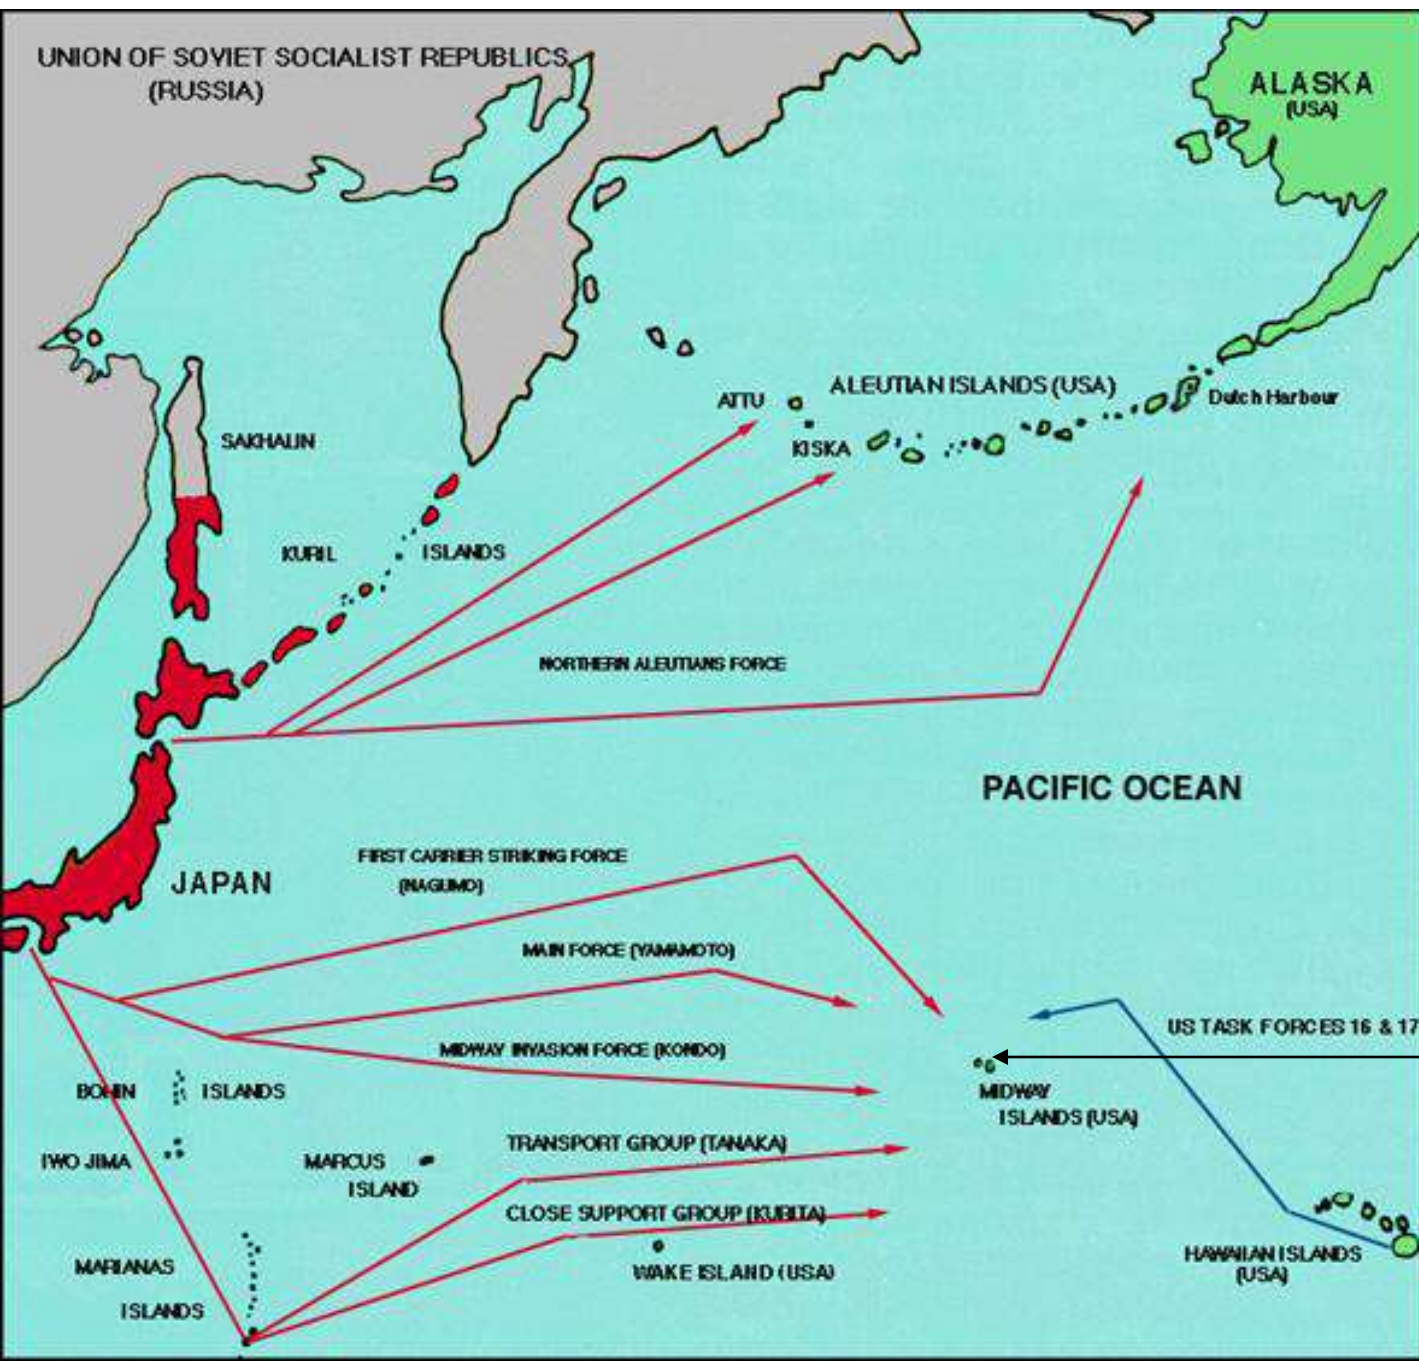 UNION OF SOVIET SOCIALIST REPUBLICS
(RUSSIA)
ALASKA
(USA)
ATTU
ALEUTIAN ISLANDS (USA)
Dutch Harbour
KISKA
SAKHALIN
KURIL
ISLANDS
NORTHERN ALEUTIANS FORCE
PACIFIC OCEAN
FIRST CARRIER STRIKING FORCE
(NAGUMO)
JAPAN
MAIN FORCE (YAMAMOTO)
US TASK FORCES 16 & 17
MIDWAY INVASION FORCE (KONDO)
BONIN
ISLANDS
MIDWAY
ISLANDS (USA)
TRANSPORT GROUP (TANAKA)
IWO JIMA
MARCUS
ISLAND
CLOSE SUPPORT GROUP (KURITA)
HAWAIIAN ISLANDS
(USA)
MARIANAS
ISLANDS
WAKE ISLAND (USA)